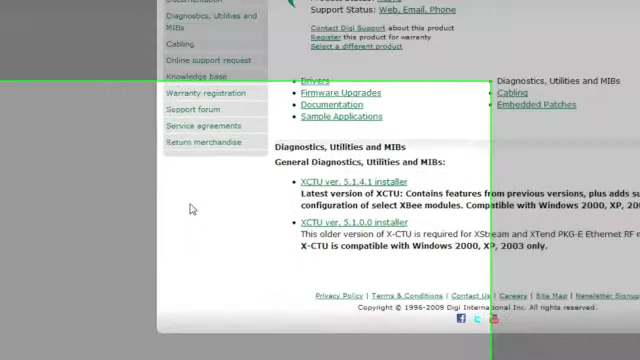 Documentation
Diagnostics, Utilities and
MIBs
Cabling
Online support request
Knowledge base
Warranty registration
Support forum
Service agreements
Return merchandise
Support Status: Web, Email, Phone
Contact Digi Support about this product
Register this product for warranty
Select a different product
Drivers
Firmware Upgrades
Documentation
Sample Applications
Diagnostics, Utilities and MIBs
Cabling
Embedded Patches
Diagnostics, Utilities and MIBs
General Diagnostics, Utilities and MIBs:
XCTU ver. 5.1.4.1 installer
Latest version of XCTU: Contains features from previous versions, plus adds
configuration of select XBee modules. Compatible with Windows 2000, XP,
XCTU ver. 5.1.0.0 installer
This older version of X-CTU is required for XStream and XTend PKG-E Ethernet RF
X-CTU is compatible with Windows 2000, XP, 2003 only.
Privacy Policy | Terms & Conditions | Contact Us | Careers | Site Map | Newsletter Signup
Copyright © 1996-2009 Digi International Inc. All rights reserved.